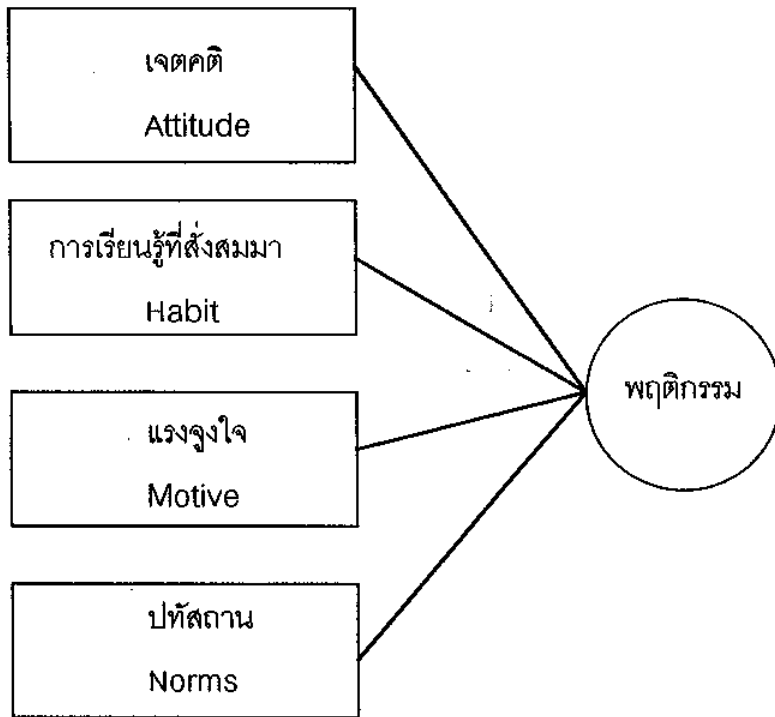 เจตคติ
Attitude
การเรียนรู้ที่สั่งสมมา
Habit
แรงจูงใจ
Motive
ปทัสถาน
Norms
พฤติกรรม